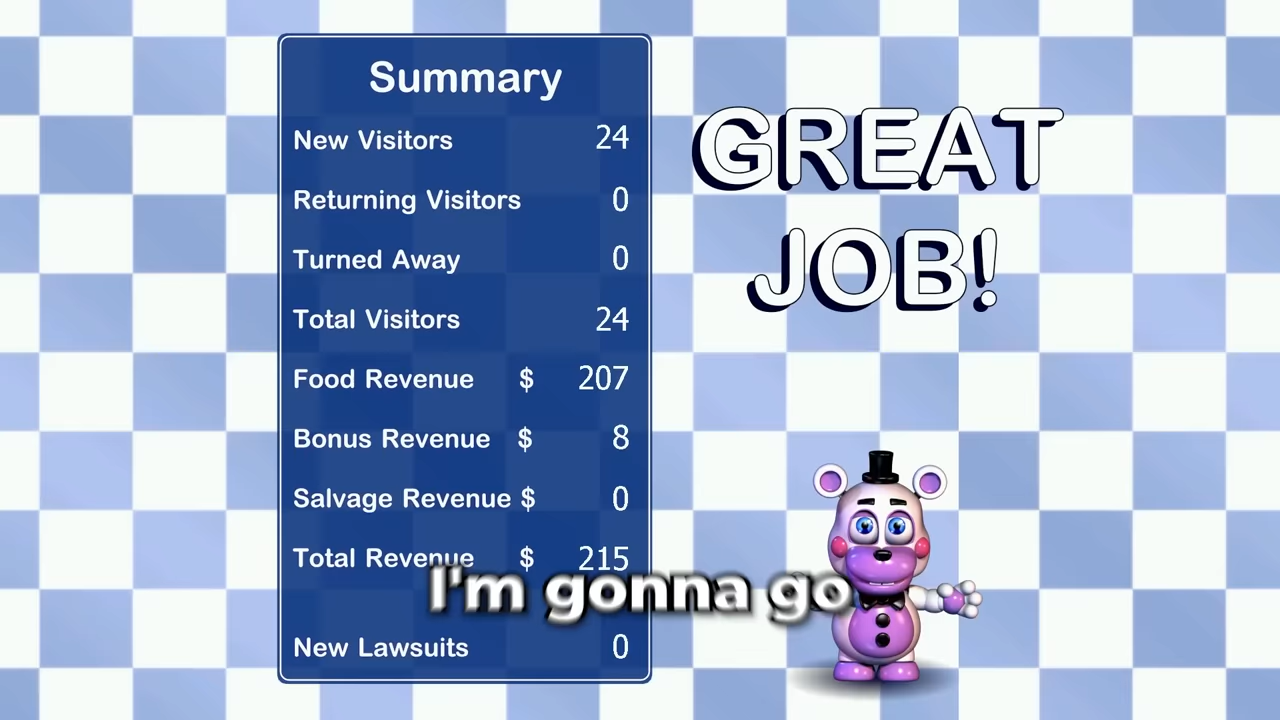 Summary
New Visitors 24
Returning Visitors 0
Turned Away 0
Total Visitors 24
Food Revenue $ 207
Bonus Revenue $ 8
Salvage Revenue $ 0
Total Revenue $ 215
New Lawsuits 0
GREAT
JOB!
I'm gonna go